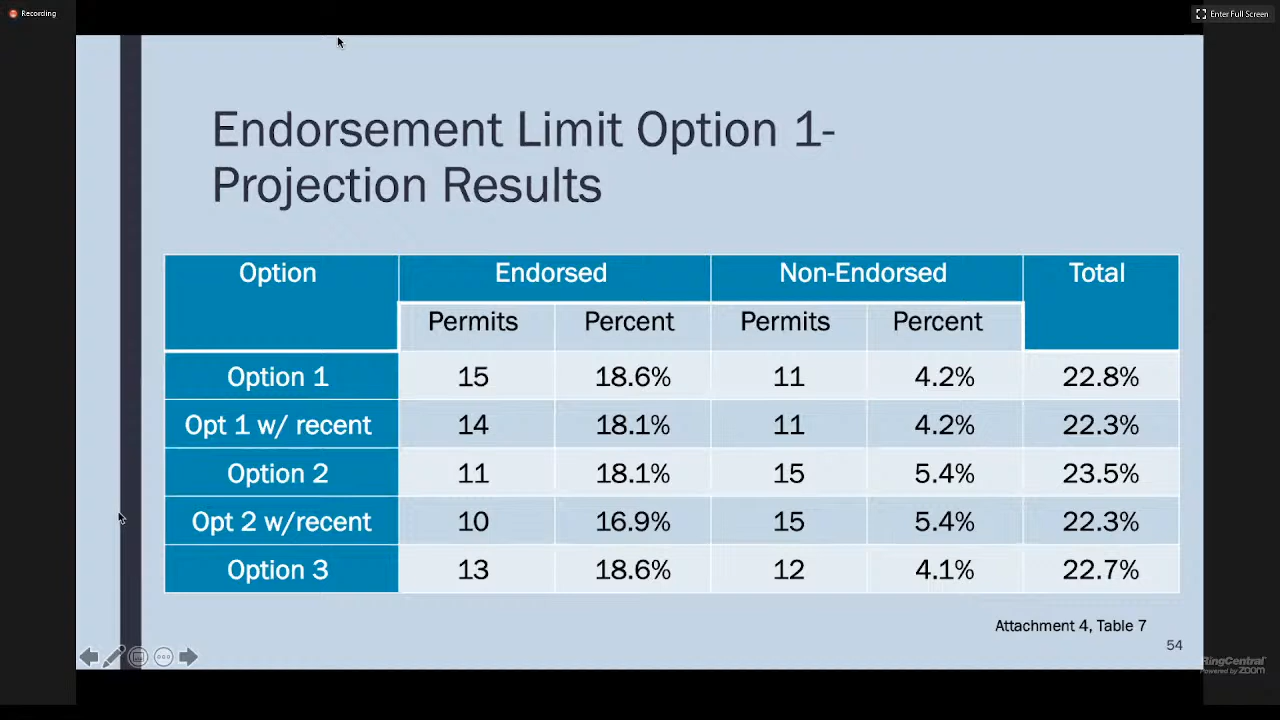 Recording
Enter Full Screen
Endorsement Limit Option 1-
Projection Results
Option Endorsed Non-Endorsed Total
Permits Percent Permits Percent
Option 1 15 18.6% 11 4.2% 22.8%
Opt 1 w/ recent 14 18.1% 11 4.2% 22.3%
Option 2 11 18.1% 15 5.4% 23.5%
Opt 2 w/recent 10 16.9% 15 5.4% 22.3%
Option 3 13 18.6% 12 4.1% 22.7%
Attachment 4, Table 7
54
RingCentral
Powered by zoom